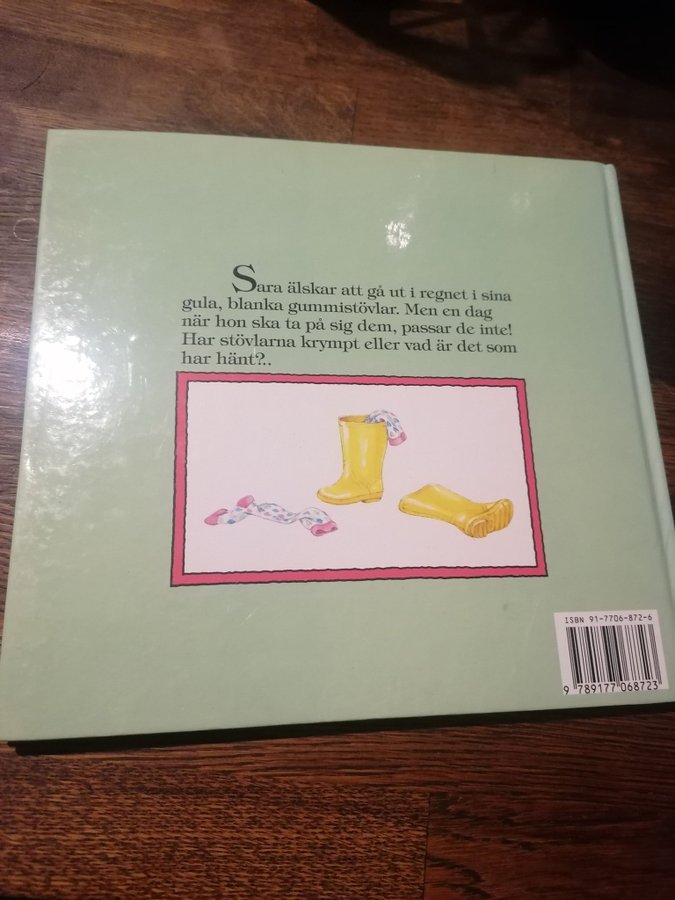 Sara älskar att gå ut i regnet i sina
gula, blanka gummistövlar. Men en dag
när hon ska ta på sig dem, passar de inte!
Har stövlarna krympt eller vad är det som
har hänt?..
ISBN 91-7706-872-6
9 789177 068723